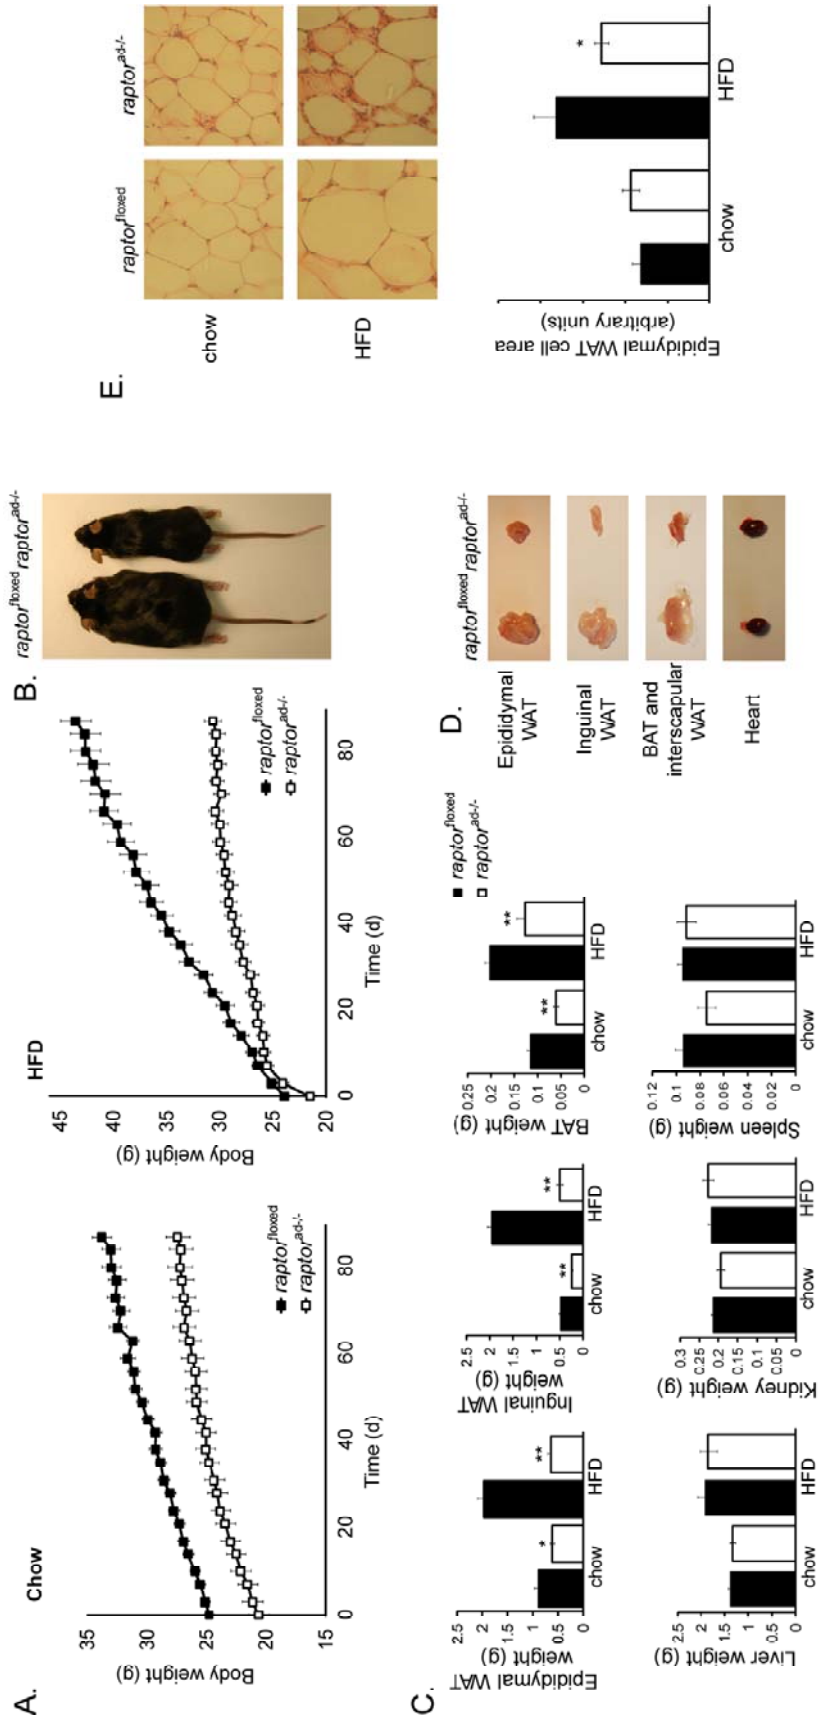 A.
Chow
35
30
25
20
15
Body weight (g)
0
20
40
60
80
Time (d)
raptor^floxed
raptor^ad-/-
HFD
45
40
35
30
25
20
Body weight (g)
0
20
40
60
80
Time (d)
raptor^floxed
raptor^ad-/-
B.
raptor^floxed raptor^ad-/-
C.
2.5
2
1.5
1
0.5
0
Epididymal WAT
weight (g)
*
**
chow
HFD
2.5
2
1.5
1
0.5
0
Inguinal WAT
weight (g)
**
**
chow
HFD
0.25
0.2
0.15
0.1
0.05
0
BAT weight (g)
**
**
chow
HFD
raptor^floxed
raptor^ad-/-
2.5
2
1.5
1
0.5
0
Liver weight (g)
chow
HFD
0.3
0.25
0.2
0.15
0.1
0.05
0
Kidney weight (g)
chow
HFD
0.12
0.1
0.08
0.06
0.04
0.02
0
Spleen weight (g)
chow
HFD
D.
raptor^floxed raptor^ad-/-
Epididymal
WAT
Inguinal
WAT
BAT and
interscapular
WAT
Heart
E.
raptor^floxed
raptor^ad-/-
chow
HFD
Epididymal WAT cell area
(arbitrary units)
*
chow
HFD